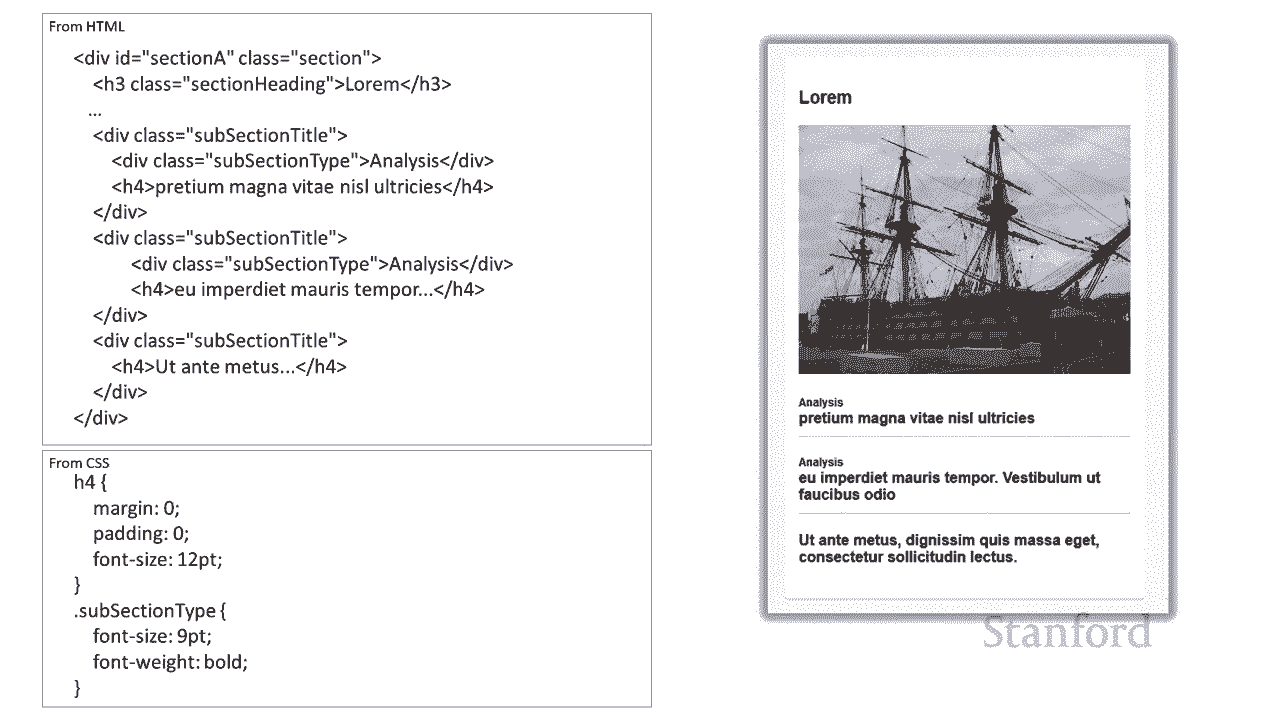 From HTML
<div id="sectionA" class="section">
<h3 class="sectionHeading">Lorem</h3>
...
<div class="subSectionTitle">
<div class="subSectionType">Analysis</div>
<h4>pretium magna vitae nisl ultricies</h4>
</div>
<div class="subSectionTitle">
<div class="subSectionType">Analysis</div>
<h4>eu imperdiet mauris tempor...</h4>
</div>
<div class="subSectionTitle">
<h4>Ut ante metus...</h4>
</div>
</div>
From CSS
h4 {
margin: 0;
padding: 0;
font-size: 12pt;
}
.subSectionType {
font-size: 9pt;
font-weight: bold;
}
Lorem
Analysis
pretium magna vitae nisl ultricies
Analysis
eu imperdiet mauris tempor. Vestibulum ut
faucibus odio
Ut ante metus, dignissim quis massa eget,
consectetur sollicitudin lectus.
Stanford